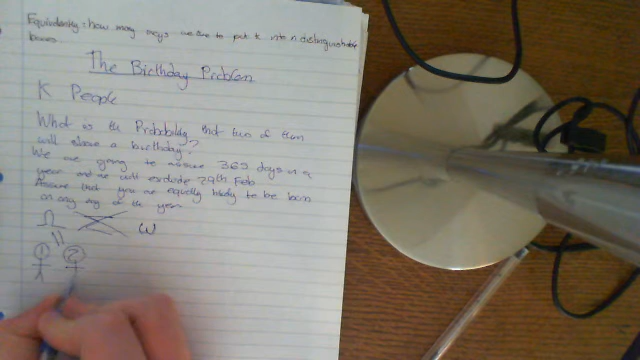 Equivalently: how many ways are there to put k into n distinguishable
boxes
The Birthday Problem
K People
What is the Probability that two of them
will share a birthday?
We are going to assume 365 days in a
year and we will exclude 29th Feb
Assume that you are equally likely to be born
on any day of the year
Ω ω
1 2